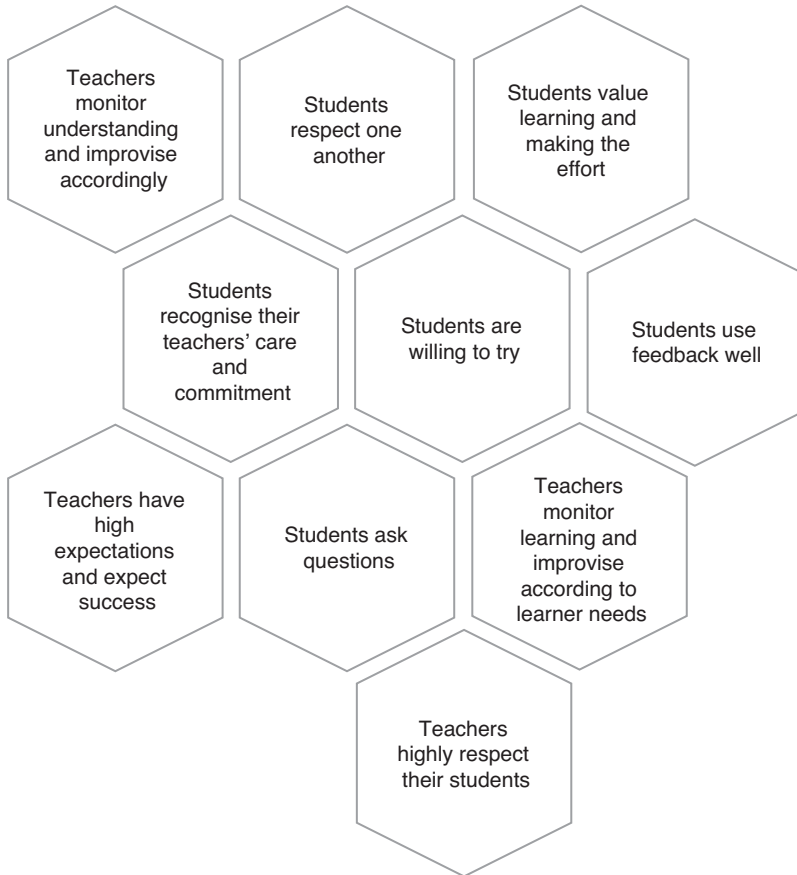 Teachers
monitor
understanding
and improvise
accordingly
Students
respect one
another
Students value
learning and
making the
effort
Students
recognise their
teachers’ care
and
commitment
Students are
willing to try
Students use
feedback well
Teachers have
high
expectations
and expect
success
Students ask
questions
Teachers
monitor
learning and
improvise
according to
learner needs
Teachers
highly respect
their students